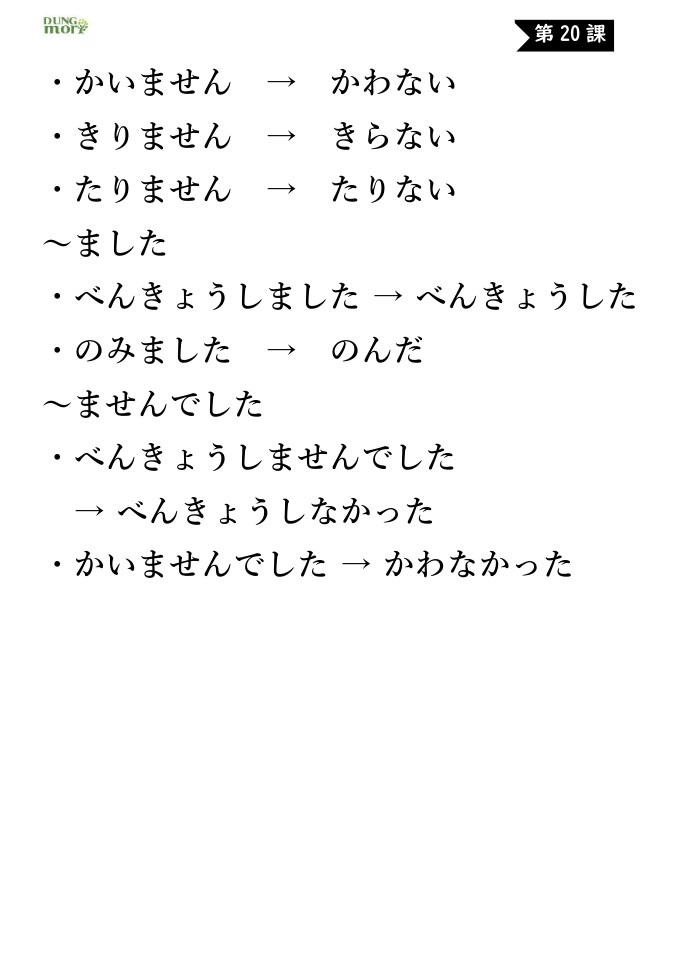 DUNG
mori
第 20 課
・かいません　→　かわない
・きりません　→　きらない
・たりません　→　たりない
～ました
・べんきょうしました → べんきょうした
・のみました　→　のんだ
～ませんでした
・べんきょうしませんでした
→ べんきょうしなかった
・かいませんでした → かわなかった